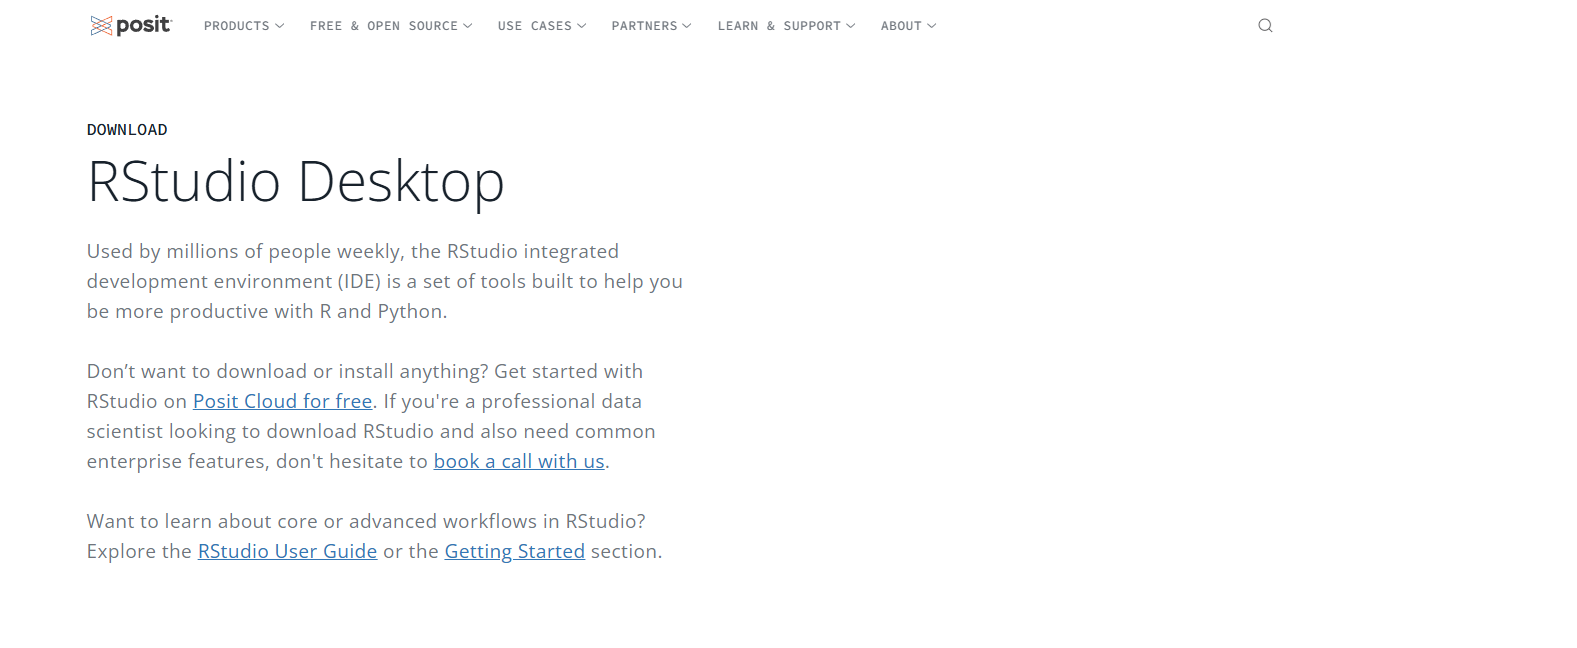 posit
PRODUCTS FREE & OPEN SOURCE USE CASES PARTNERS LEARN & SUPPORT ABOUT
DOWNLOAD
RStudio Desktop
Used by millions of people weekly, the RStudio integrated
development environment (IDE) is a set of tools built to help you
be more productive with R and Python.
Don’t want to download or install anything? Get started with
RStudio on Posit Cloud for free. If you're a professional data
scientist looking to download RStudio and also need common
enterprise features, don't hesitate to book a call with us.
Want to learn about core or advanced workflows in RStudio?
Explore the RStudio User Guide or the Getting Started section.